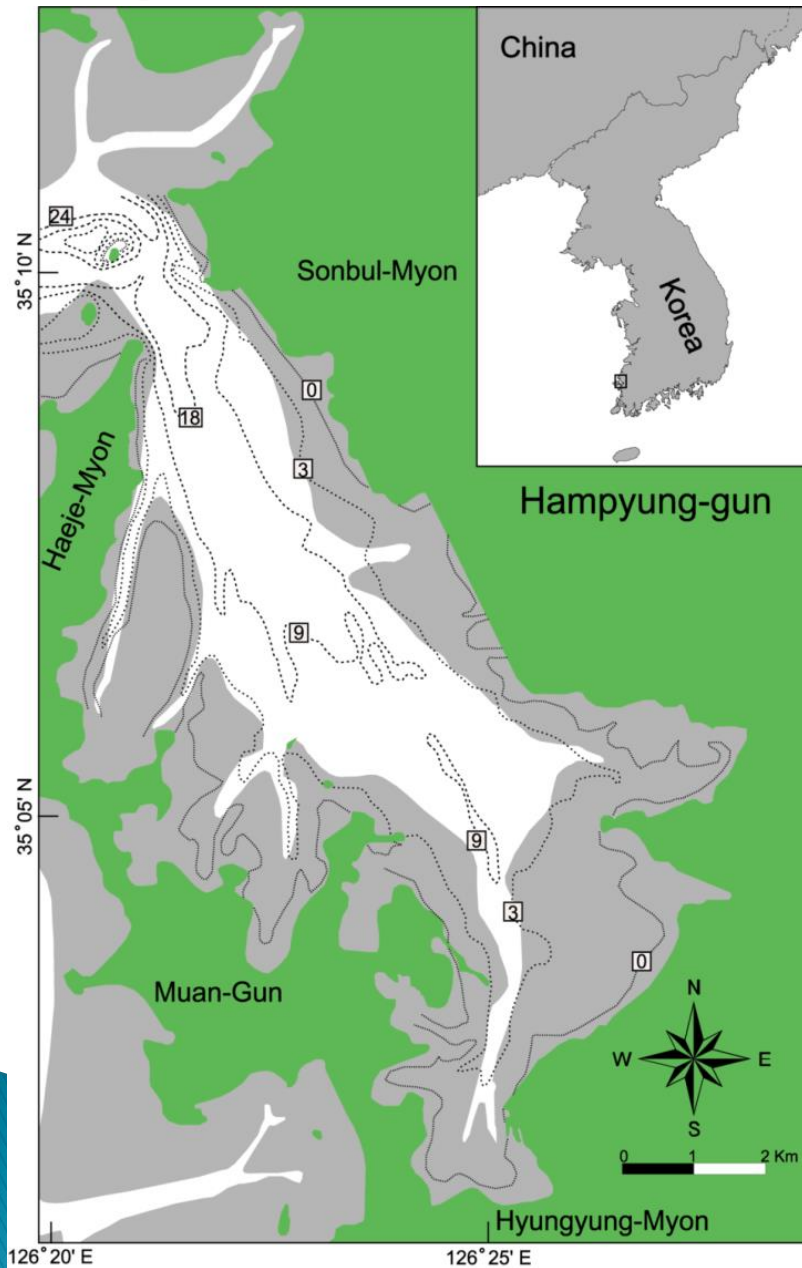 China
Korea
24
35° 10' N
Sonbul-Myon
0
18
3
Haeje-Myon
Hampyung-gun
9
35° 05' N
9
3
0
Muan-Gun
N
W
E
S
0 1 2 Km
Hyungyung-Myon
126° 20' E
126° 25' E